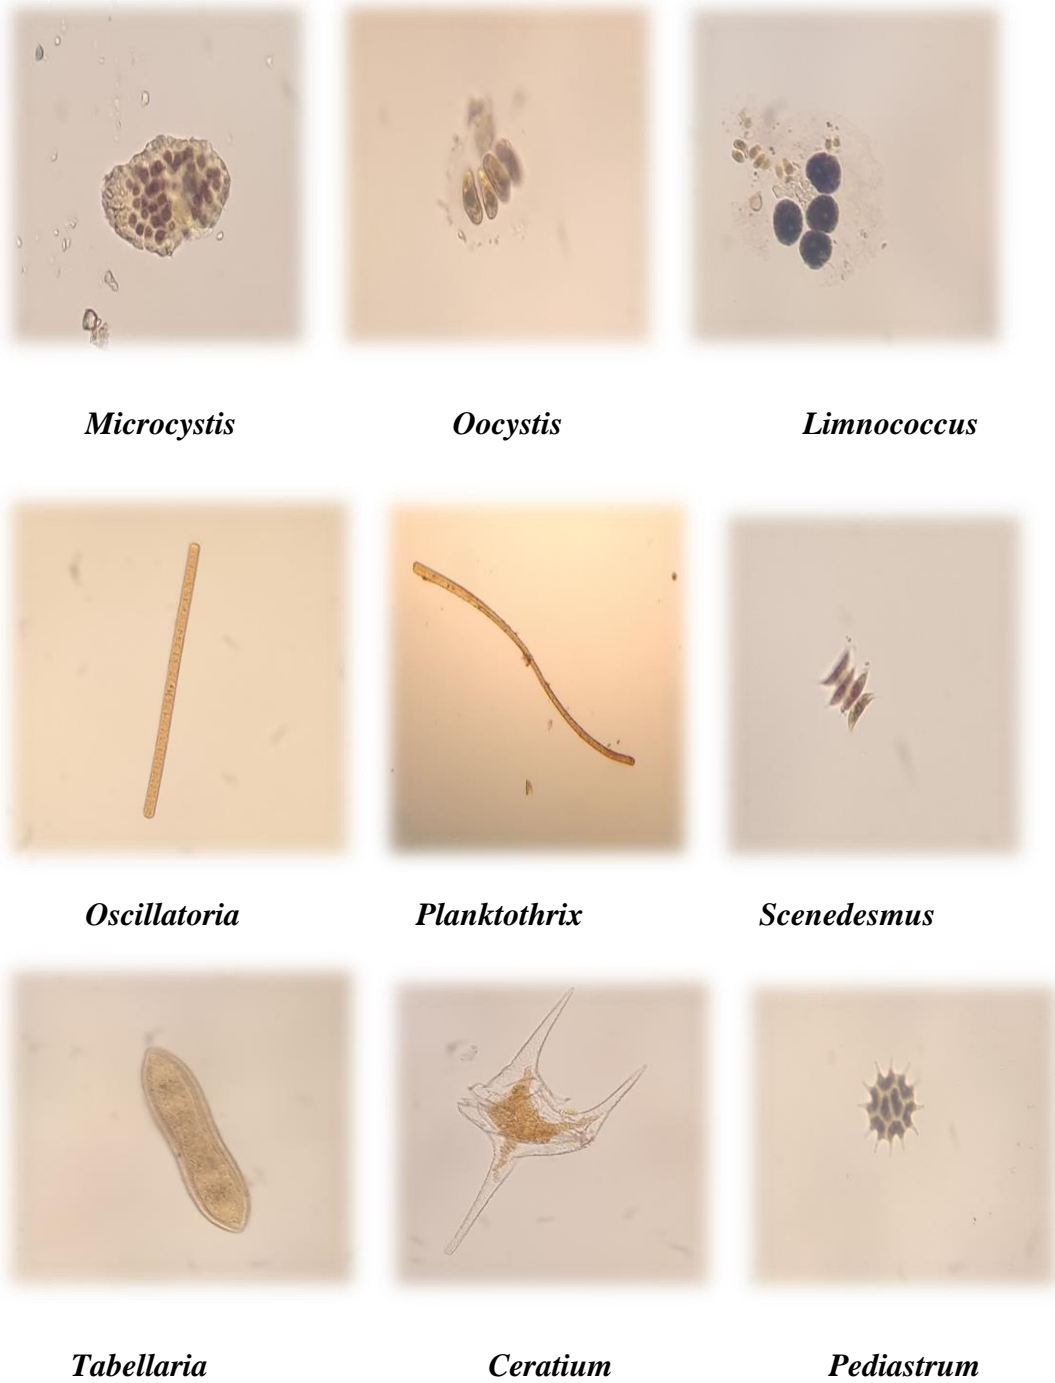 Microcystis Oocystis Limnococcus
Oscillatoria Planktothrix Scenedesmus
Tabellaria Ceratium Pediastrum